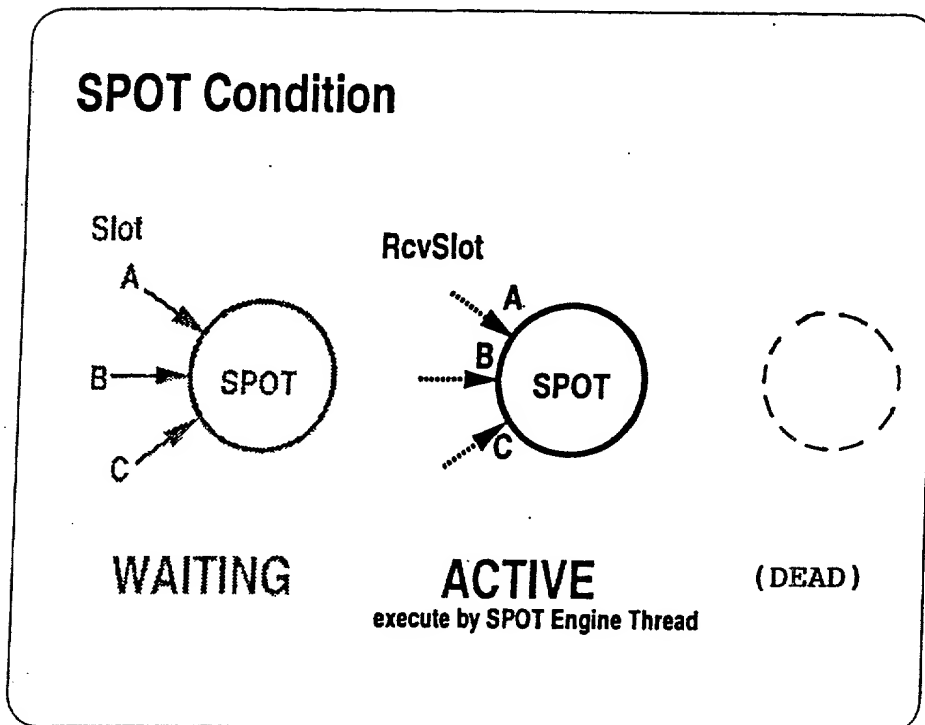 SPOT Condition
Slot
A
B
C
SPOT
WAITING
RcvSlot
A
B
C
SPOT
ACTIVE
execute by SPOT Engine Thread
(DEAD)